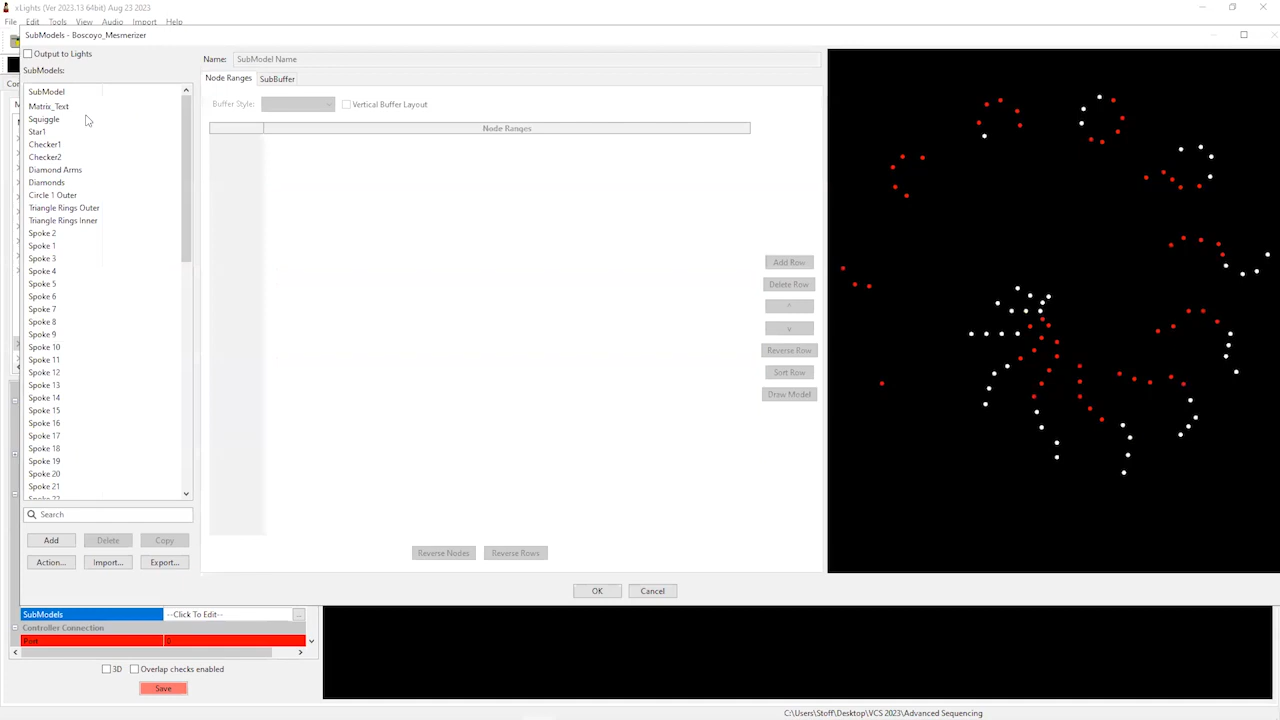 xLights (Ver 2023.13 64bit) Aug 23 2023
File Edit Tools View Audio Import Help
SubModels - Boscoyo_Mesmerizer
Output to Lights
SubModels:
Name: SubModel Name
Node Ranges SubBuffer
Buffer Style: Vertical Buffer Layout
Node Ranges
SubModel
Matrix_Text
Squiggle
Star1
Checker1
Checker2
Diamond Arms
Diamonds
Circle 1 Outer
Triangle Rings Outer
Triangle Rings Inner
Spoke 2
Spoke 1
Spoke 3
Spoke 4
Spoke 5
Spoke 6
Spoke 7
Spoke 8
Spoke 9
Spoke 10
Spoke 11
Spoke 12
Spoke 13
Spoke 14
Spoke 15
Spoke 16
Spoke 17
Spoke 18
Spoke 19
Spoke 20
Spoke 21
Spoke 22
Add Row
Delete Row
^
v
Reverse Row
Sort Row
Draw Model
Search
Add Delete Copy
Action... Import... Export...
Reverse Nodes Reverse Rows
OK Cancel
SubModels --Click To Edit-- ...
Controller Connection
Port 0
3D Overlap checks enabled
Save
C:\Users\Stoff\Desktop\VCS 2023\Advanced Sequencing